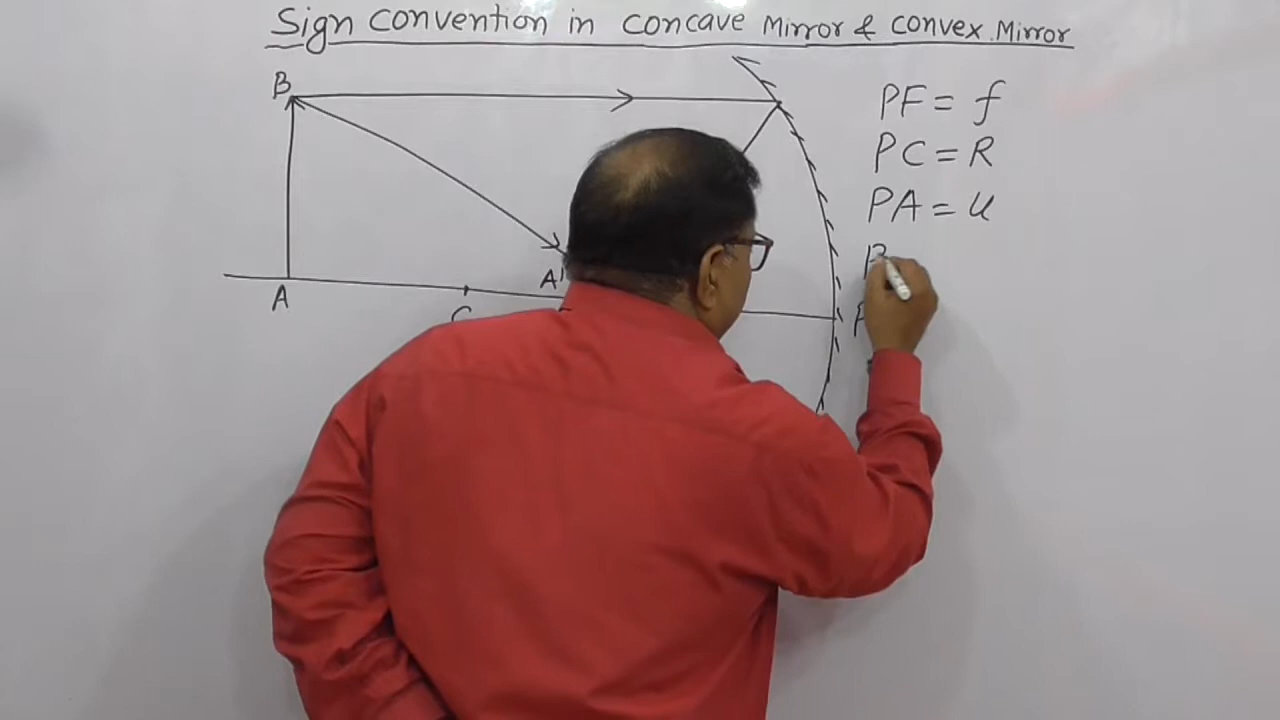 Sign Convention in Concave Mirror & Convex Mirror
B
PF = f
PC = R
PA = u
A'
P
A
C
P